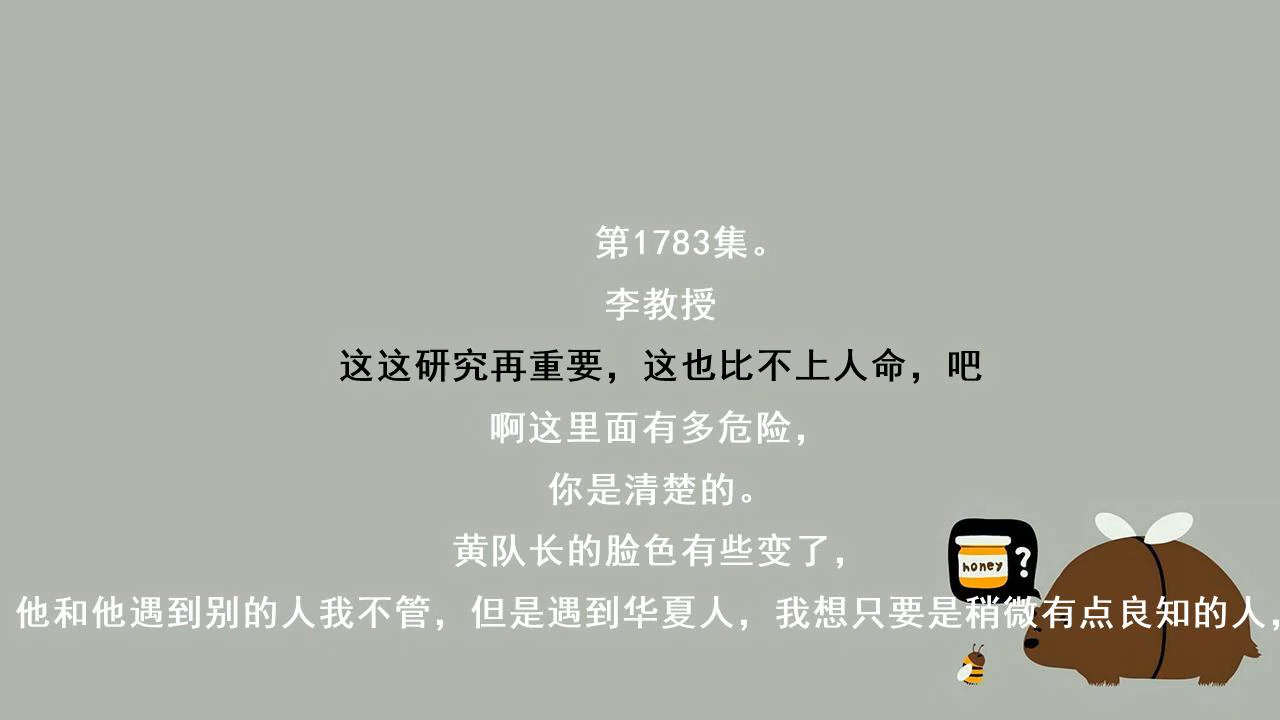 第1783集。
李教授
这这研究再重要，这也比不上人命，吧
啊这里面有多危险，
你是清楚的。
黄队长的脸色有些变了，
honey
?
他和他遇到别的人我不管，但是遇到华夏人，我想只要是稍微有点良知的人，